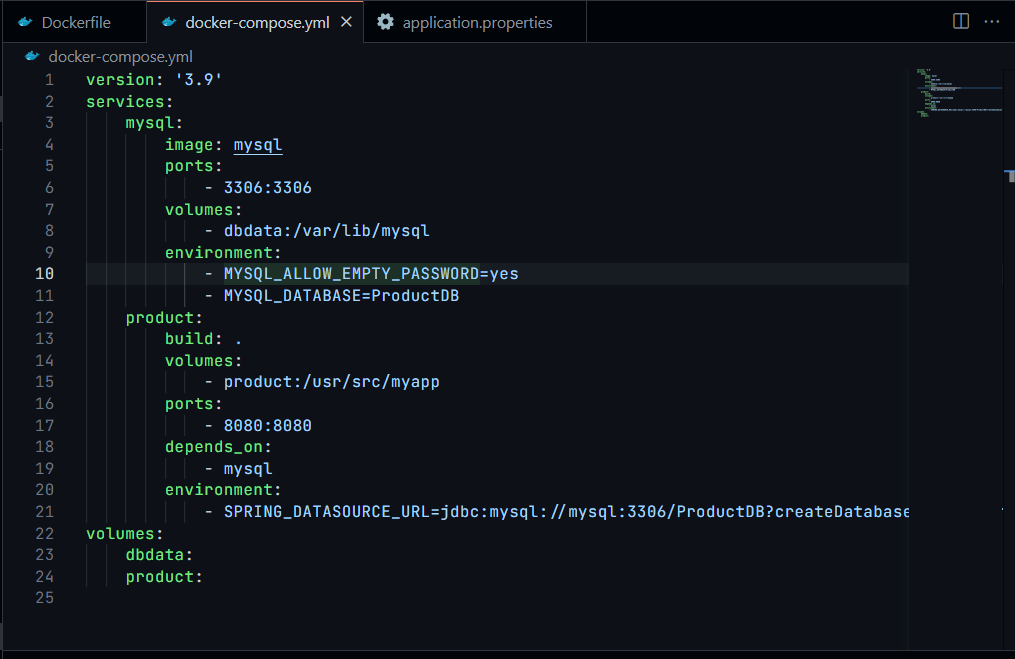 Dockerfile docker-compose.yml application.properties
docker-compose.yml
1 version: '3.9'
2 services:
3 mysql:
4 image: mysql
5 ports:
6 - 3306:3306
7 volumes:
8 - dbdata:/var/lib/mysql
9 environment:
10 - MYSQL_ALLOW_EMPTY_PASSWORD=yes
11 - MYSQL_DATABASE=ProductDB
12 product:
13 build: .
14 volumes:
15 - product:/usr/src/myapp
16 ports:
17 - 8080:8080
18 depends_on:
19 - mysql
20 environment:
21 - SPRING_DATASOURCE_URL=jdbc:mysql://mysql:3306/ProductDB?createDatabase
22 volumes:
23 dbdata:
24 product:
25